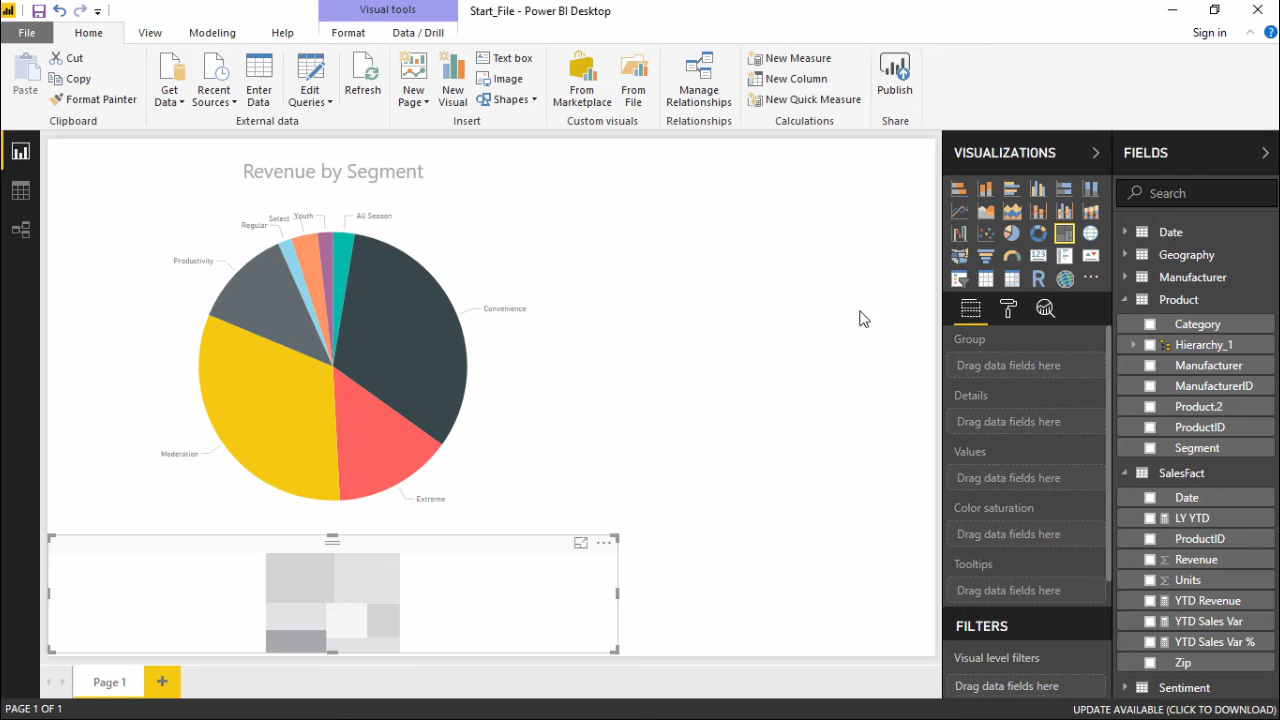 Visual tools
Start_File - Power BI Desktop
File
Home
View
Modeling
Help
Format
Data / Drill
Sign in
Paste
Cut
Copy
Format Painter
Clipboard
Get Data
Recent Sources
Enter Data
Edit Queries
Refresh
External data
New Page
New Visual
Text box
Image
Shapes
Insert
From Marketplace
From File
Custom visuals
Manage Relationships
Relationships
New Measure
New Column
New Quick Measure
Calculations
Publish
Share
Revenue by Segment
Select
Youth
All Season
Regular
Productivity
Convenience
Moderation
Extreme
VISUALIZATIONS
Group
Drag data fields here
Details
Drag data fields here
Values
Drag data fields here
Color saturation
Drag data fields here
Tooltips
Drag data fields here
FILTERS
Visual level filters
Drag data fields here
FIELDS
Search
Date
Geography
Manufacturer
Product
Category
Hierarchy_1
Manufacturer
ManufacturerID
Product.2
ProductID
Segment
SalesFact
Date
LY YTD
ProductID
Revenue
Units
YTD Revenue
YTD Sales Var
YTD Sales Var %
Zip
Sentiment
Page 1
PAGE 1 OF 1
UPDATE AVAILABLE (CLICK TO DOWNLOAD)